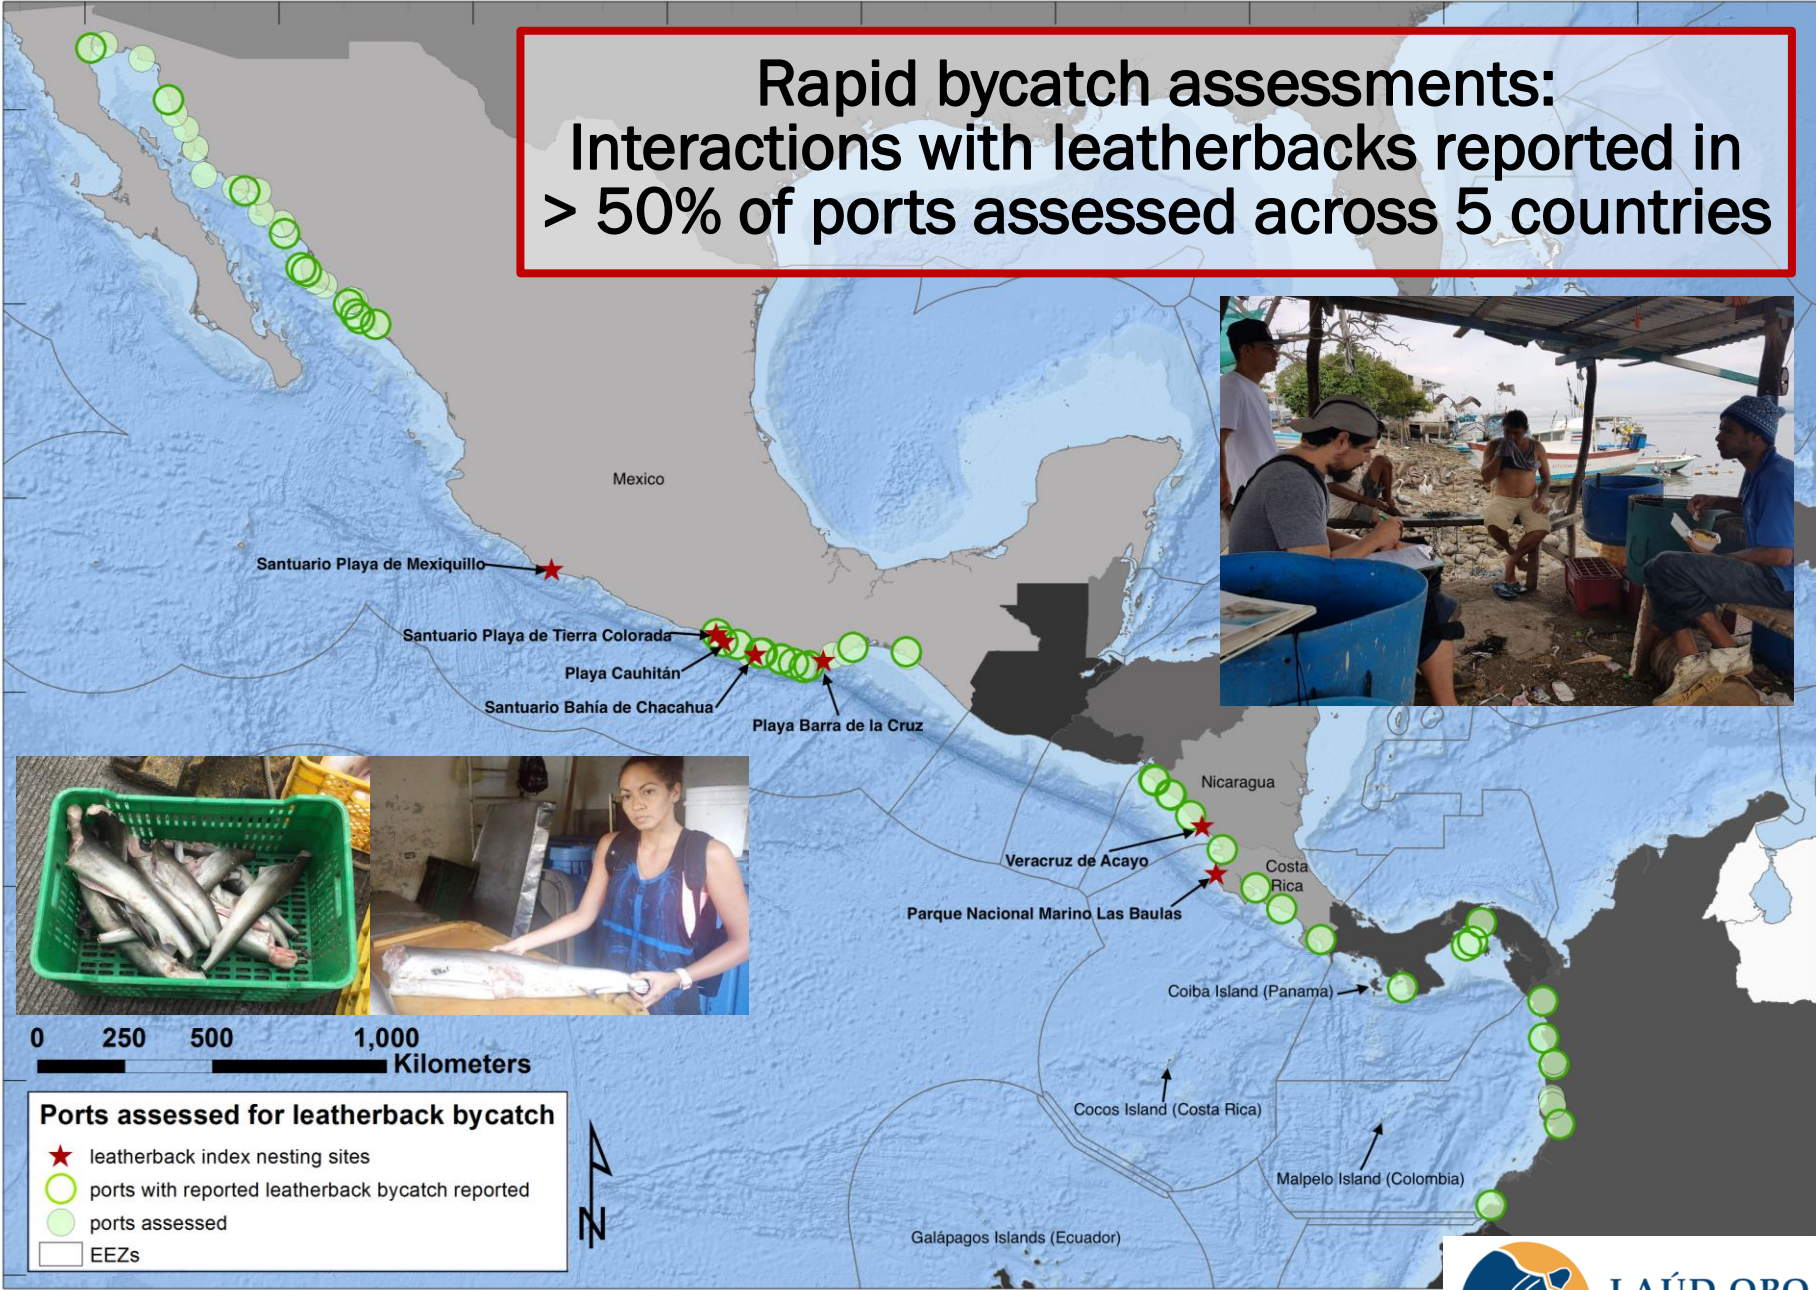 Rapid bycatch assessments:
Interactions with leatherbacks reported in
> 50% of ports assessed across 5 countries
Mexico
Santuario Playa de Mexiquillo
Santuario Playa de Tierra Colorada
Playa Cauhitán
Santuario Bahía de Chacahua
Playa Barra de la Cruz
Nicaragua
Veracruz de Acayo
Costa
Rica
Parque Nacional Marino Las Baulas
Coiba Island (Panama)
Cocos Island (Costa Rica)
Malpelo Island (Colombia)
Galápagos Islands (Ecuador)
0 250 500 1,000
Kilometers
Ports assessed for leatherback bycatch
leatherback index nesting sites
ports with reported leatherback bycatch reported
ports assessed
EEZs
N
LAÚD OPO